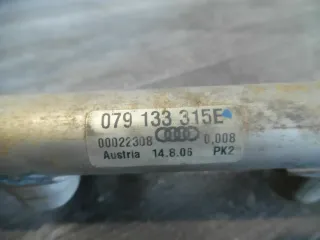 079 133 315E
00022308 0,008
Austria 14.8.06 PK2